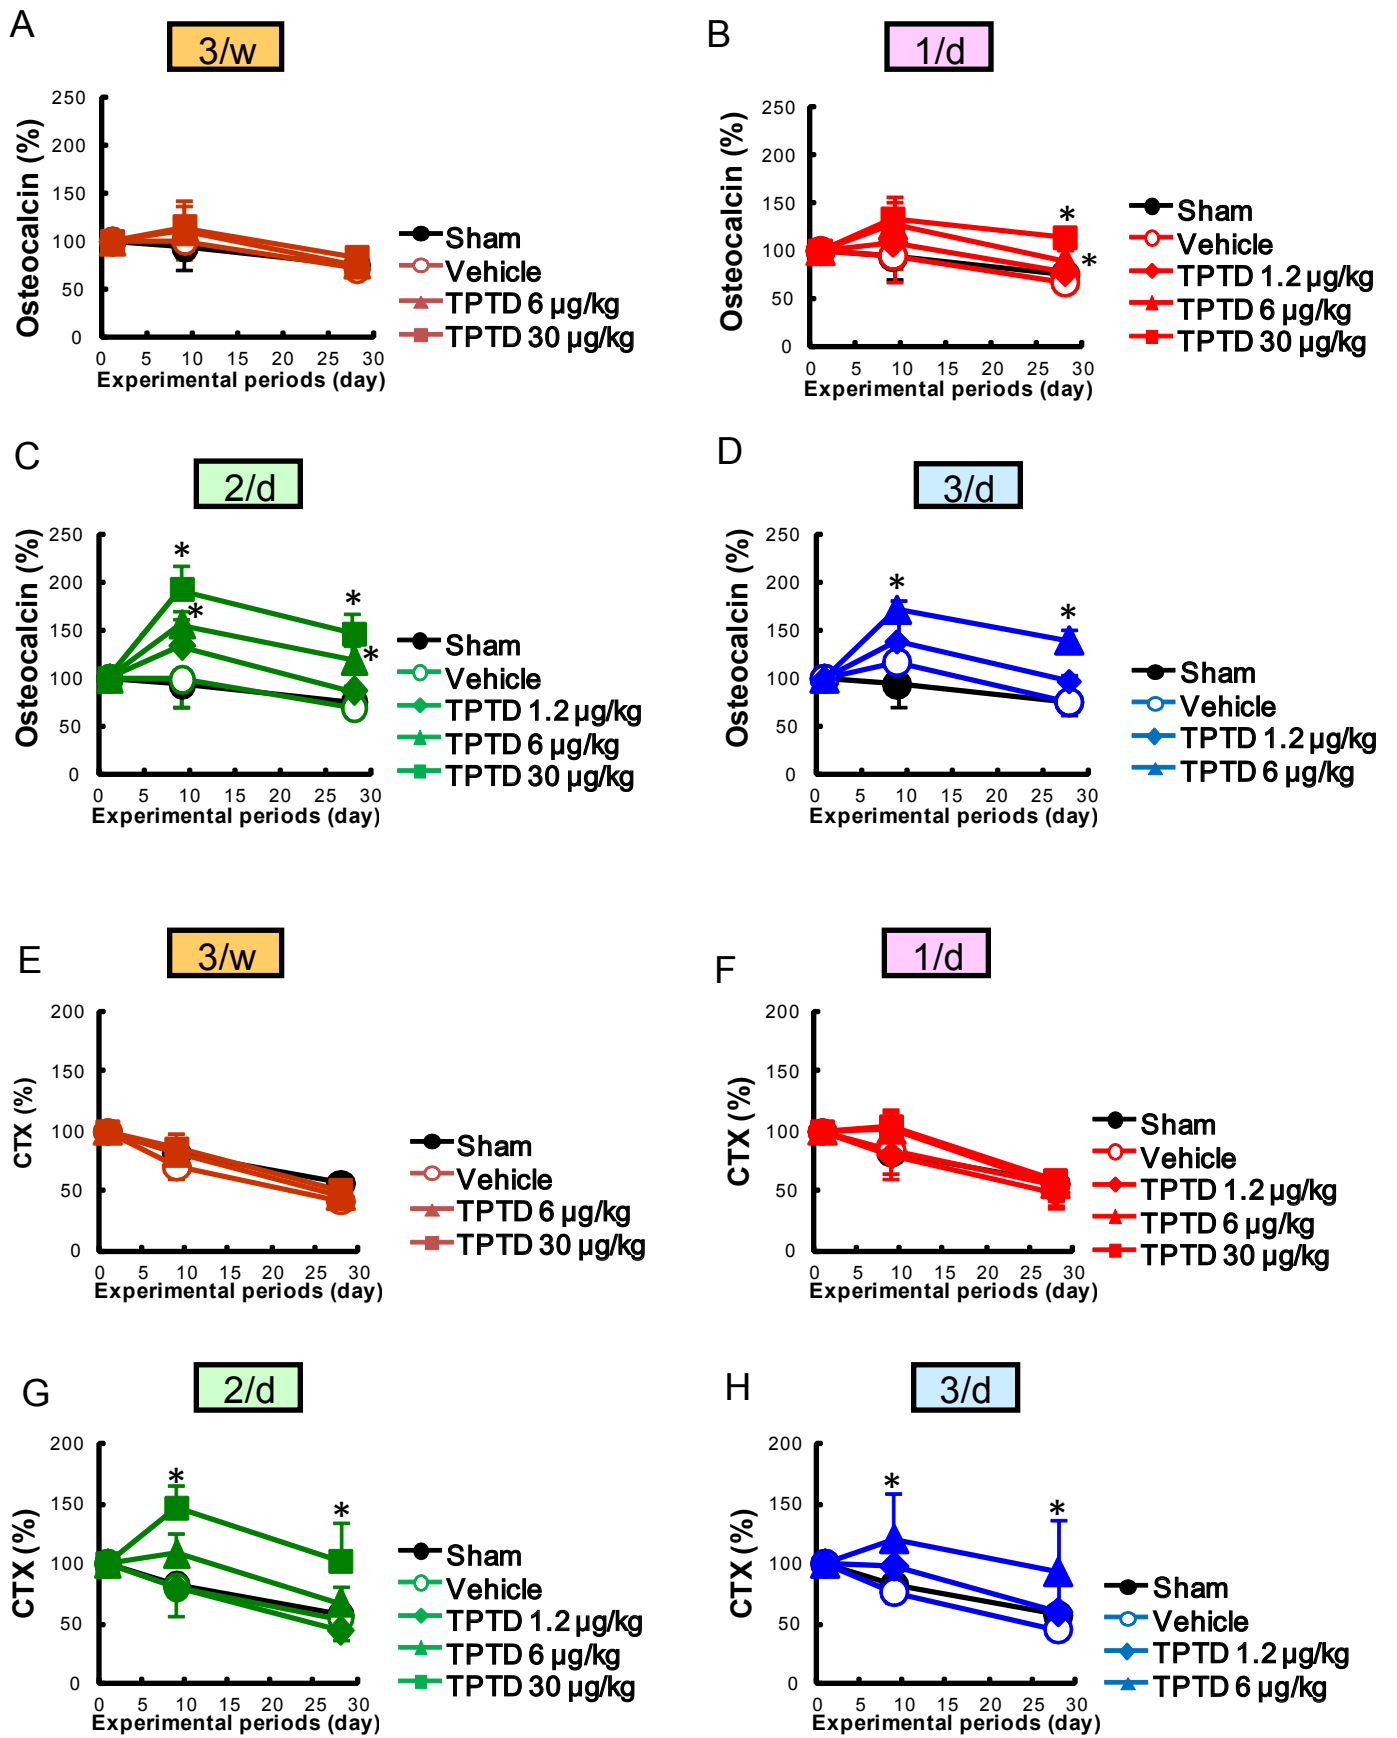 A
3/w
250
200
150
100
50
0
Osteocalcin (%)
0 5 10 15 20 25 30
Experimental periods (day)
Sham
Vehicle
TPTD 6 µg/kg
TPTD 30 µg/kg
B
1/d
250
200
150
100
50
0
Osteocalcin (%)
*
*
0 5 10 15 20 25 30
Experimental periods (day)
Sham
Vehicle
TPTD 1.2 µg/kg
TPTD 6 µg/kg
TPTD 30 µg/kg
C
2/d
250
200
150
100
50
0
Osteocalcin (%)
*
*
*
*
0 5 10 15 20 25 30
Experimental periods (day)
Sham
Vehicle
TPTD 1.2 µg/kg
TPTD 6 µg/kg
TPTD 30 µg/kg
D
3/d
250
200
150
100
50
0
Osteocalcin (%)
*
*
0 5 10 15 20 25 30
Experimental periods (day)
Sham
Vehicle
TPTD 1.2 µg/kg
TPTD 6 µg/kg
E
3/w
200
150
100
50
0
CTX (%)
0 5 10 15 20 25 30
Experimental periods (day)
Sham
Vehicle
TPTD 6 µg/kg
TPTD 30 µg/kg
F
1/d
200
150
100
50
0
CTX (%)
0 5 10 15 20 25 30
Experimental periods (day)
Sham
Vehicle
TPTD 1.2 µg/kg
TPTD 6 µg/kg
TPTD 30 µg/kg
G
2/d
200
150
100
50
0
CTX (%)
*
*
0 5 10 15 20 25 30
Experimental periods (day)
Sham
Vehicle
TPTD 1.2 µg/kg
TPTD 6 µg/kg
TPTD 30 µg/kg
H
3/d
200
150
100
50
0
CTX (%)
*
*
0 5 10 15 20 25 30
Experimental periods (day)
Sham
Vehicle
TPTD 1.2 µg/kg
TPTD 6 µg/kg